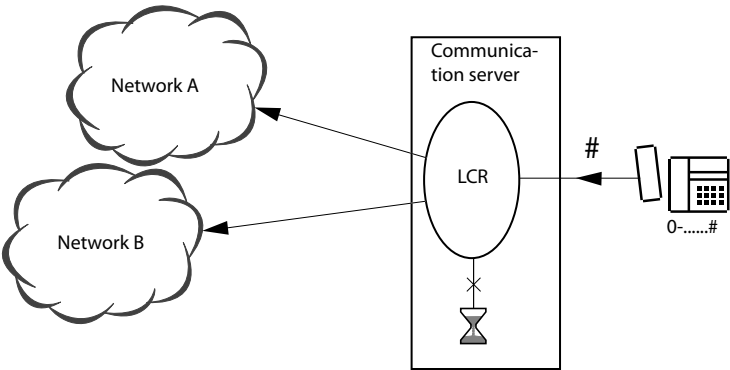 Communica-
tion server
Network A
#
LCR
0-......#
Network B